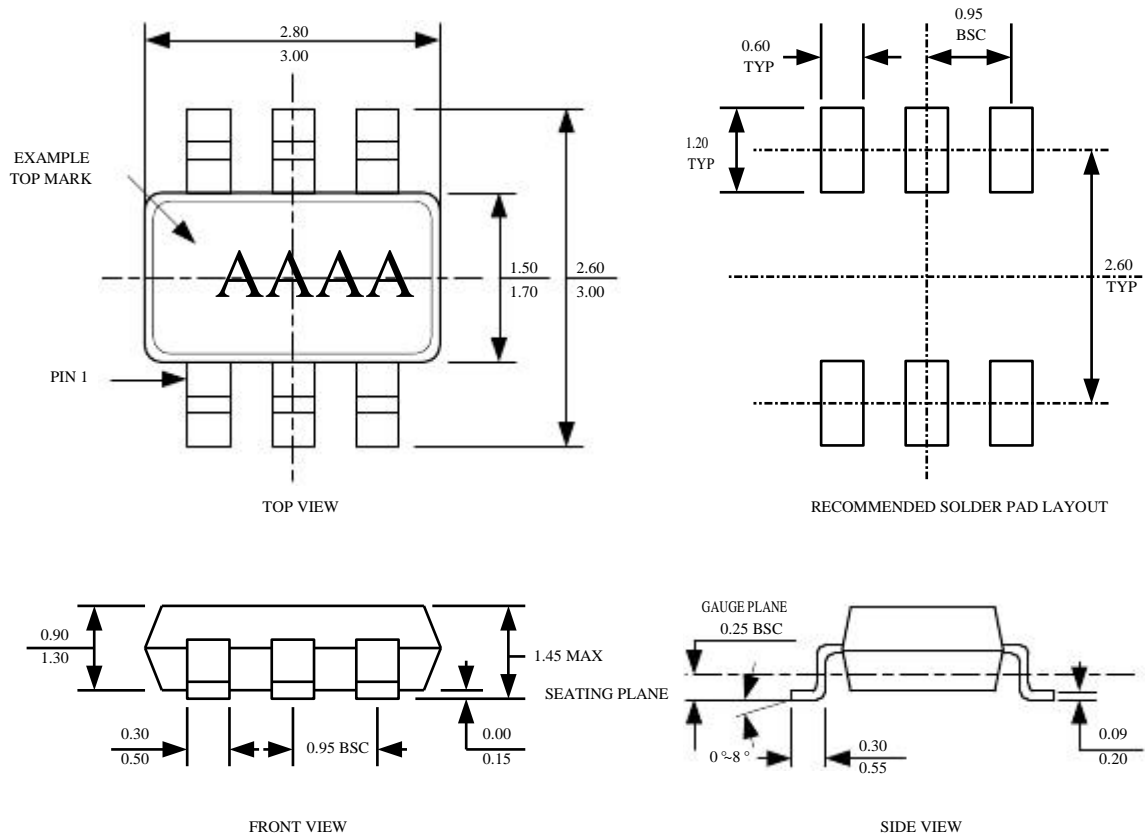 2.80
3.00
EXAMPLE
TOP MARK
AAAA
1.50
1.70
2.60
3.00
PIN 1
TOP VIEW
0.60
TYP
0.95
BSC
1.20
TYP
2.60
TYP
RECOMMENDED SOLDER PAD LAYOUT
0.90
1.30
1.45 MAX
SEATING PLANE
0.30
0.50
0.95 BSC
0.00
0.15
FRONT VIEW
GAUGE PLANE
0.25 BSC
0°~8°
0.30
0.55
0.09
0.20
SIDE VIEW